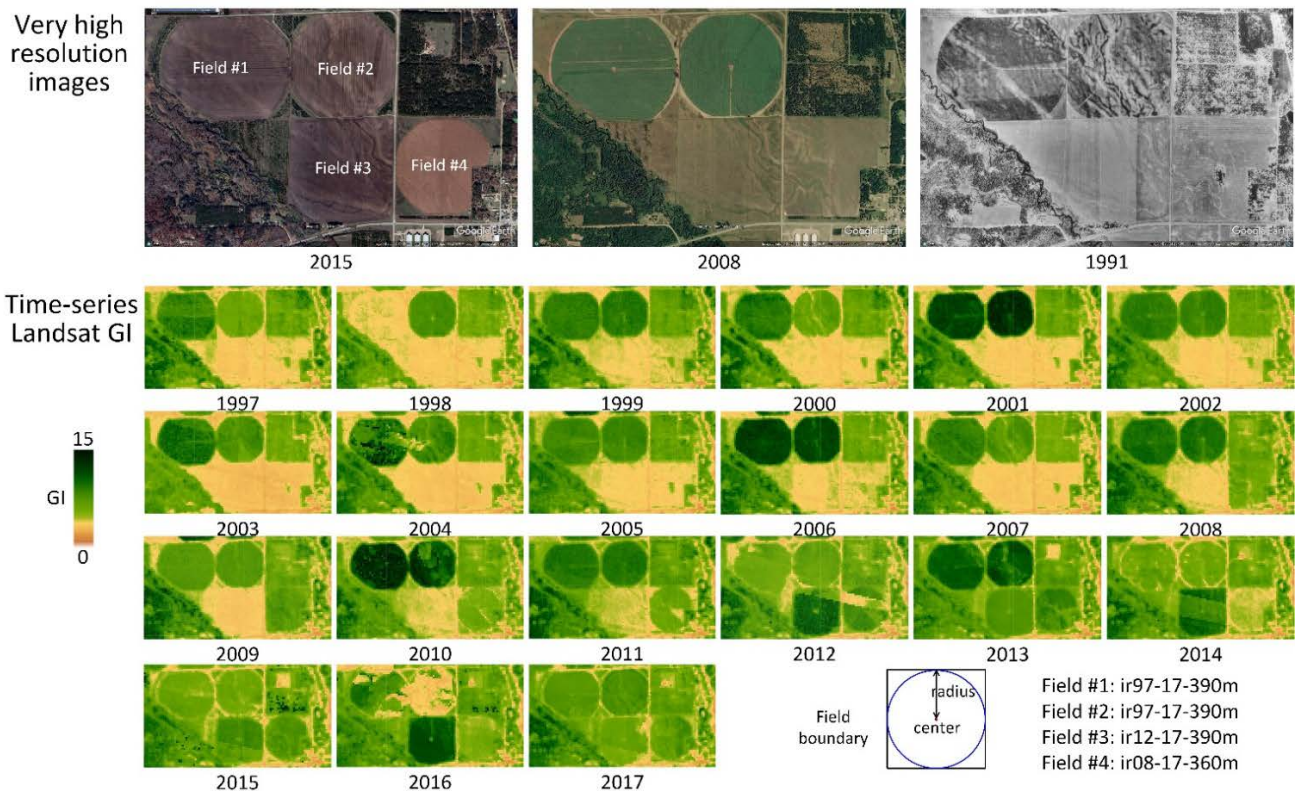 Very high
resolution
images
Field #1
Field #2
Field #3
Field #4
Google Earth
Google Earth
Google Earth
2015
2008
1991
Time-series
Landsat GI
1997
1998
1999
2000
2001
2002
15
GI
0
2003
2004
2005
2006
2007
2008
2009
2010
2011
2012
2013
2014
2015
2016
2017
Field
boundary
radius
center
Field #1: ir97-17-390m
Field #2: ir97-17-390m
Field #3: ir12-17-390m
Field #4: ir08-17-360m